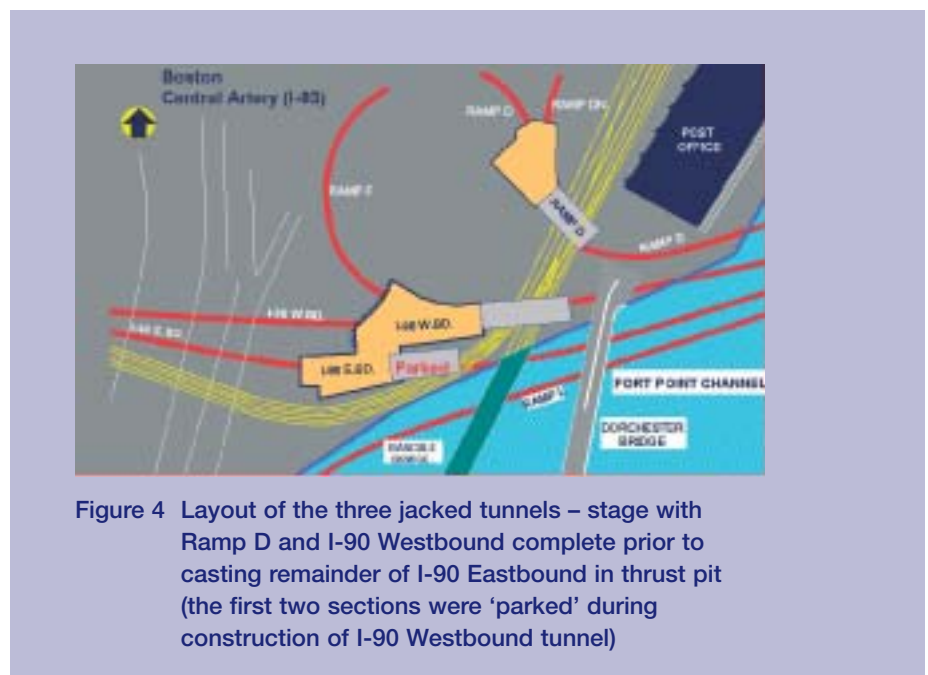 Boston
Central Artery (I-93)
RAMP D
RAMP DN.
POST
OFFICE
RAMP F
RAMP D
RAMP D
I-90 W.BD.
I-90 W.BD.
I-90 E.BD.
I-90 E.BD.
Parked
RAMP L
FORT POINT CHANNEL
DORCHESTER
BRIDGE
BASCULE
BRIDGE
Figure 4 Layout of the three jacked tunnels – stage with
Ramp D and I-90 Westbound complete prior to
casting remainder of I-90 Eastbound in thrust pit
(the first two sections were ‘parked’ during
construction of I-90 Westbound tunnel)